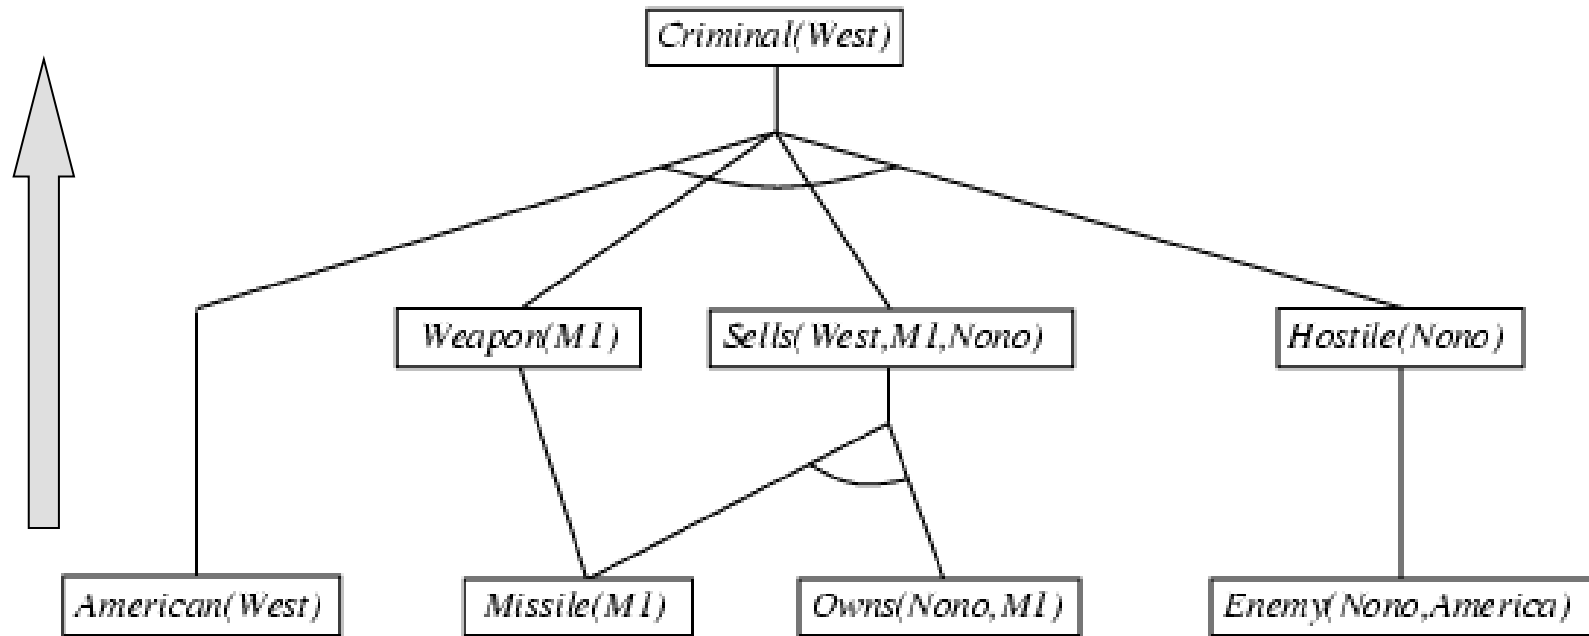 Criminal(West)
Weapon(M1)
Sells(West,M1,Nono)
Hostile(Nono)
American(West)
Missile(M1)
Owns(Nono,M1)
Enemy(Nono,America)